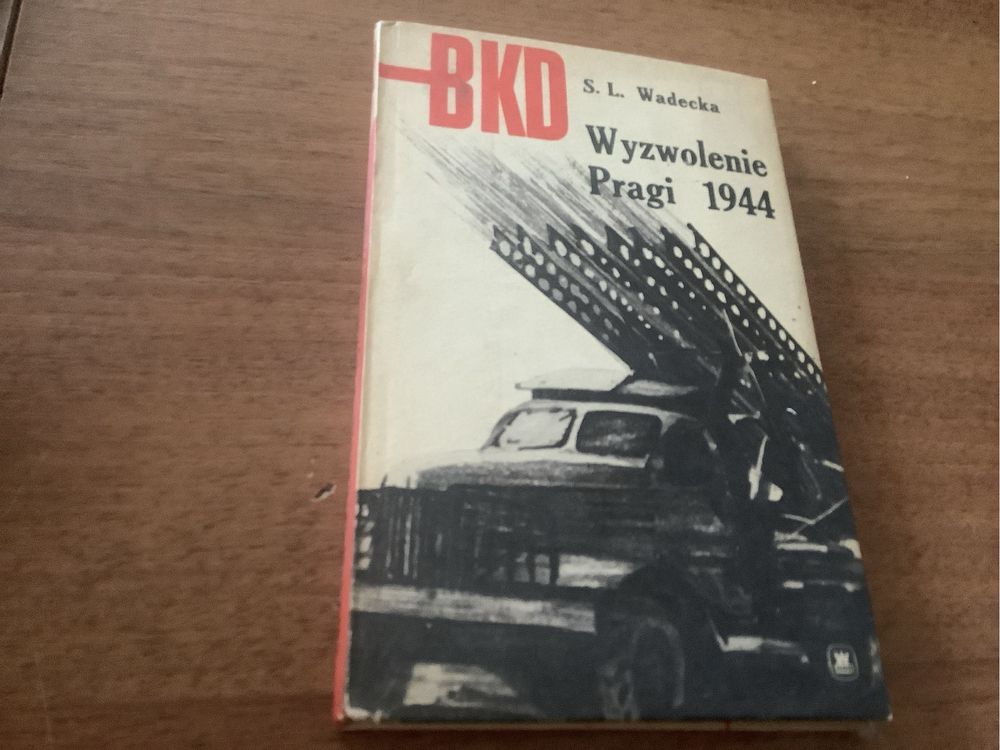 BKD
S. L. Wadecka
Wyzwolenie
Pragi 1944